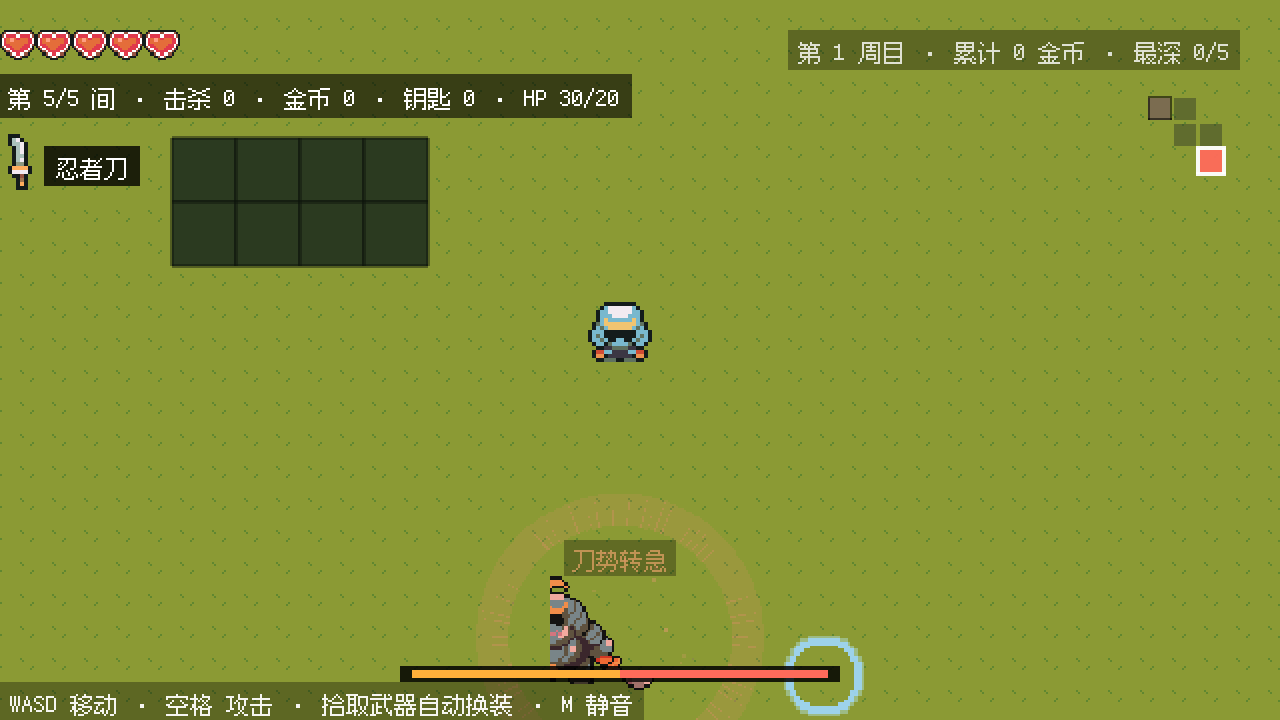 第 1 周目 · 累计 0 金币 · 最深 0/5
第 5/5 间 · 击杀 0 · 金币 0 · 钥匙 0 · HP 30/20
忍者刀
刀势转急
WASD 移动 · 空格 攻击 · 拾取武器自动换装 · M 静音